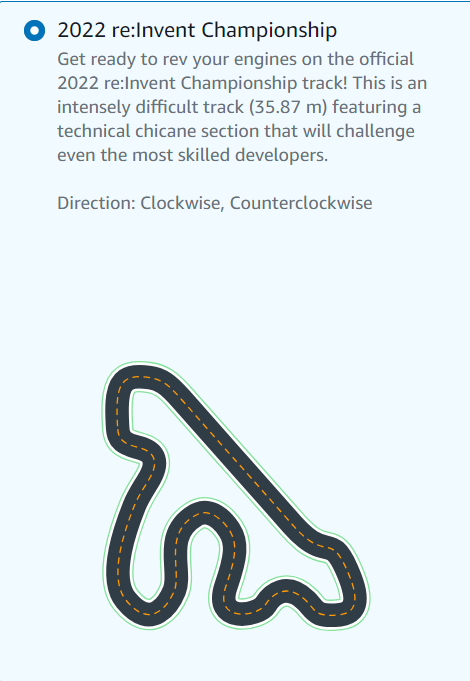 2022 re:Invent Championship
Get ready to rev your engines on the official
2022 re:Invent Championship track! This is an
intensely difficult track (35.87 m) featuring a
technical chicane section that will challenge
even the most skilled developers.
Direction: Clockwise, Counterclockwise